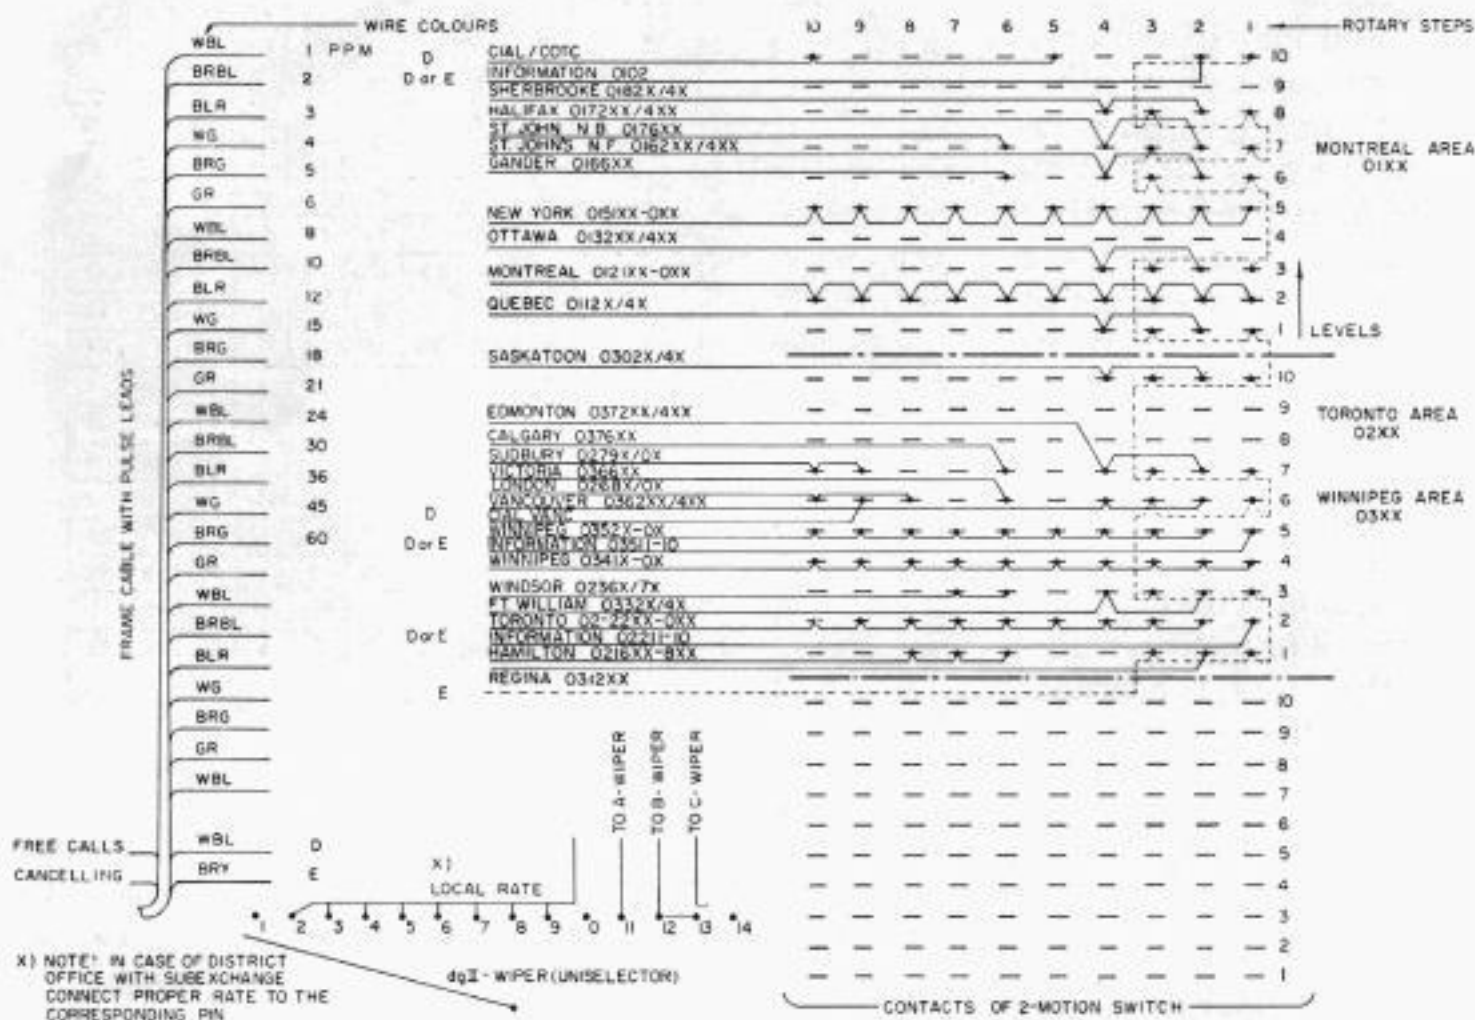 WIRE COLOURS
10 9 8 7 6 5 4 3 2 1 ROTARY STEPS
WBL 1 PPM D CIAL/COTC 10
BRBL 2 D or E INFORMATION 0102 9
SHERBROOKE 0182X/4X
BLR 3 HALIFAX 0172XX/4XX 8
WG 4 ST. JOHN N.B. 0176XX 7
ST. JOHN'S N.F. 0162XX/4XX
MONTREAL AREA
01XX
BRG 5 GANDER 0166XX 6
GR 6 NEW YORK 0151XX-0XX 5
WBL 8 OTTAWA 0132XX/4XX 4
BRBL 10 MONTREAL 0121XX-0XX 3
BLR 12 QUEBEC 0112X/4X 2
WG 15 1 LEVELS
BRG 18 SASKATOON 0302X/4X
GR 21 10
WBL 24 EDMONTON 0372XX/4XX 9
TORONTO AREA
02XX
BRBL 30 CALGARY 0376XX 8
SUDBURY 0279X/0X
BLR 36 VICTORIA 0366XX 7
LONDON 0268X/0X
WG 45 VANCOUVER 0362XX/4XX 6
WINNIPEG AREA
03XX
D CIAL VANC
BRG 60 WINNIPEG 0352X-0X 5
D or E INFORMATION 03511-10
GR WINNIPEG 0341X-0X 4
WBL WINDSOR 0236X/7X 3
FT. WILLIAM 0332X/4X
BRBL TORONTO 02-22XX-0XX 2
D or E INFORMATION 02211-10
BLR HAMILTON 0216XX-8XX 1
WG E REGINA 0312XX
10
BRG 9
GR 8
WBL 7
6
5
4
3
2
1
FRAME CABLE WITH PULSE LEADS
TO A-WIPER
TO B-WIPER
TO C-WIPER
FREE CALLS WBL D
CANCELLING BRY E
X)
LOCAL RATE
1 2 3 4 5 6 7 8 9 0 11 12 13 14
dgII-WIPER (UNISELECTOR)
X) NOTE: IN CASE OF DISTRICT
OFFICE WITH SUBEXCHANGE
CONNECT PROPER RATE TO THE
CORRESPONDING PIN
CONTACTS OF 2-MOTION SWITCH